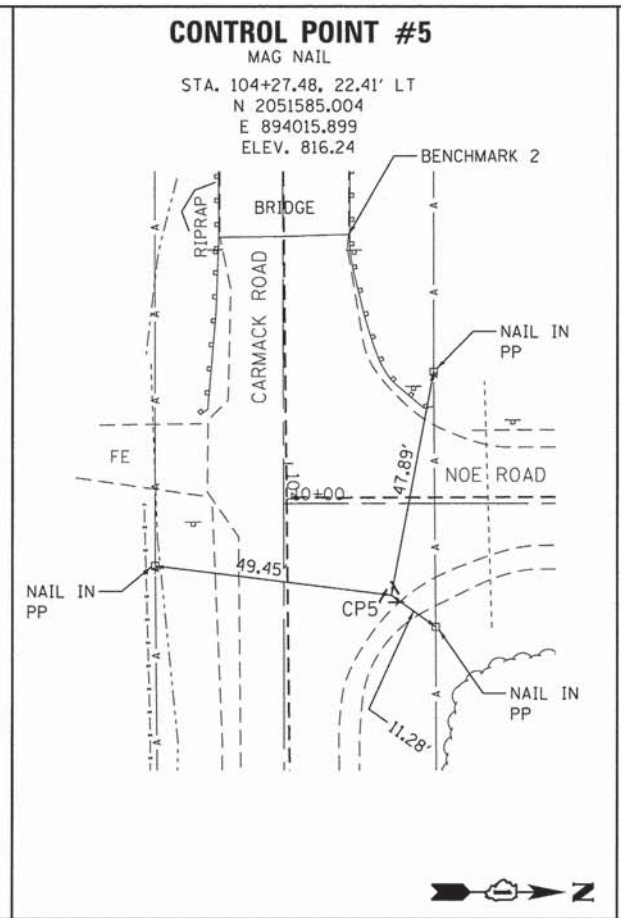 CONTROL POINT #5
MAG NAIL
STA. 104+27.48, 22.41' LT
N 2051585.004
E 894015.899
ELEV. 816.24
BENCHMARK 2
BRIDGE
RIPRAP
CARMACK ROAD
A
A
A
A
A
A
A
A
A
A
NAIL IN
PP
47.89'
FE
NOE ROAD
10+00
49.45'
NAIL IN
PP
CP5
NAIL IN
PP
11.28'
N